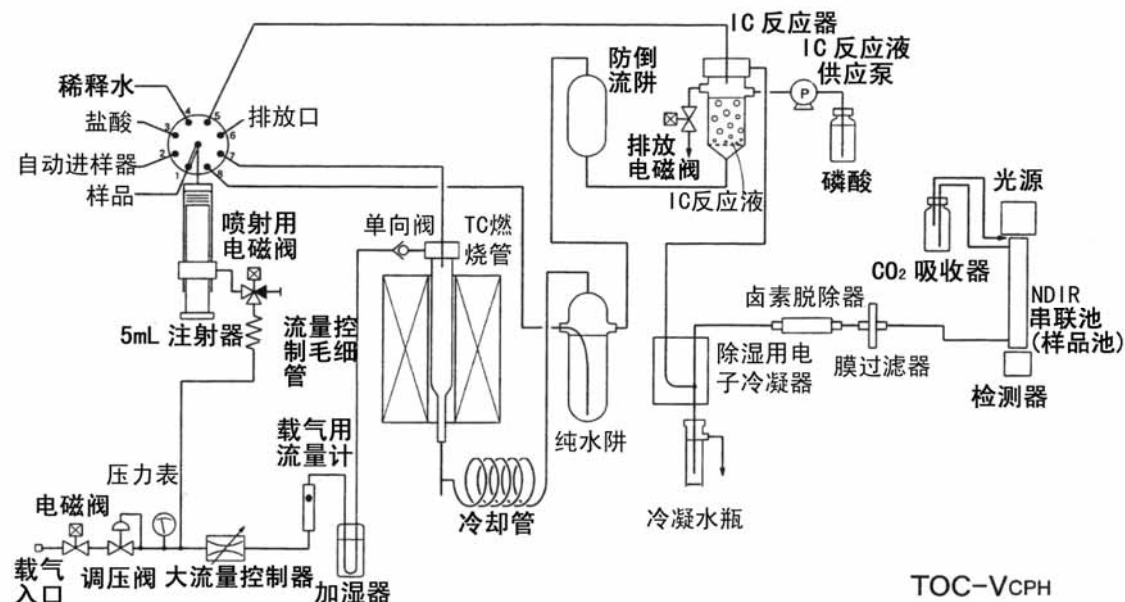 IC 反应器
IC 反应液
供应泵
防倒
流阱
稀释水
盐酸
排放口
自动进样器
样品
1
2
3
4
5
6
7
8
P
排放
电磁阀
磷酸
光源
IC反应液
喷射用
电磁阀
单向阀
TC燃
烧管
CO₂ 吸收器
卤素脱除器
NDIR
串联池
(样品池)
5mL 注射器
流量控
制毛细
管
除湿用电
子冷凝器
膜过滤器
检测器
纯水阱
载气用
流量计
压力表
电磁阀
冷却管
冷凝水瓶
载气
入口
调压阀
大流量控制器
加湿器
TOC-VCPH